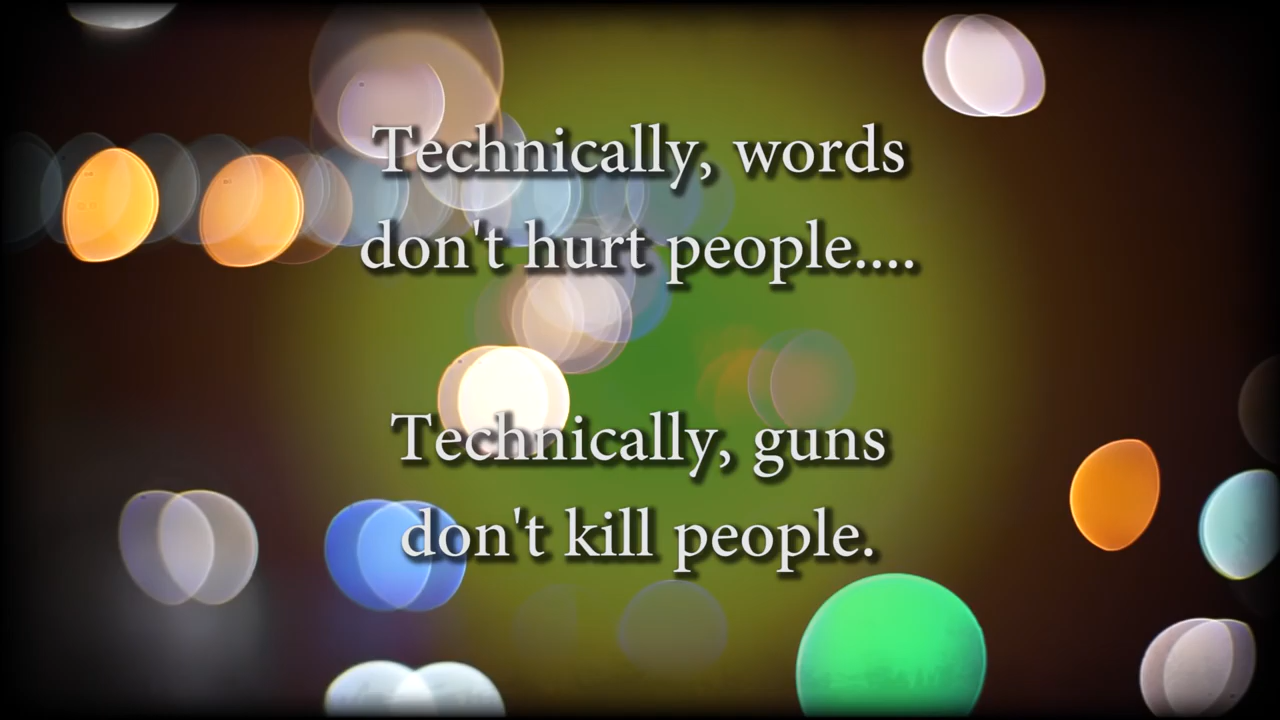 Technically, words
don't hurt people....
Technically, guns
don't kill people.